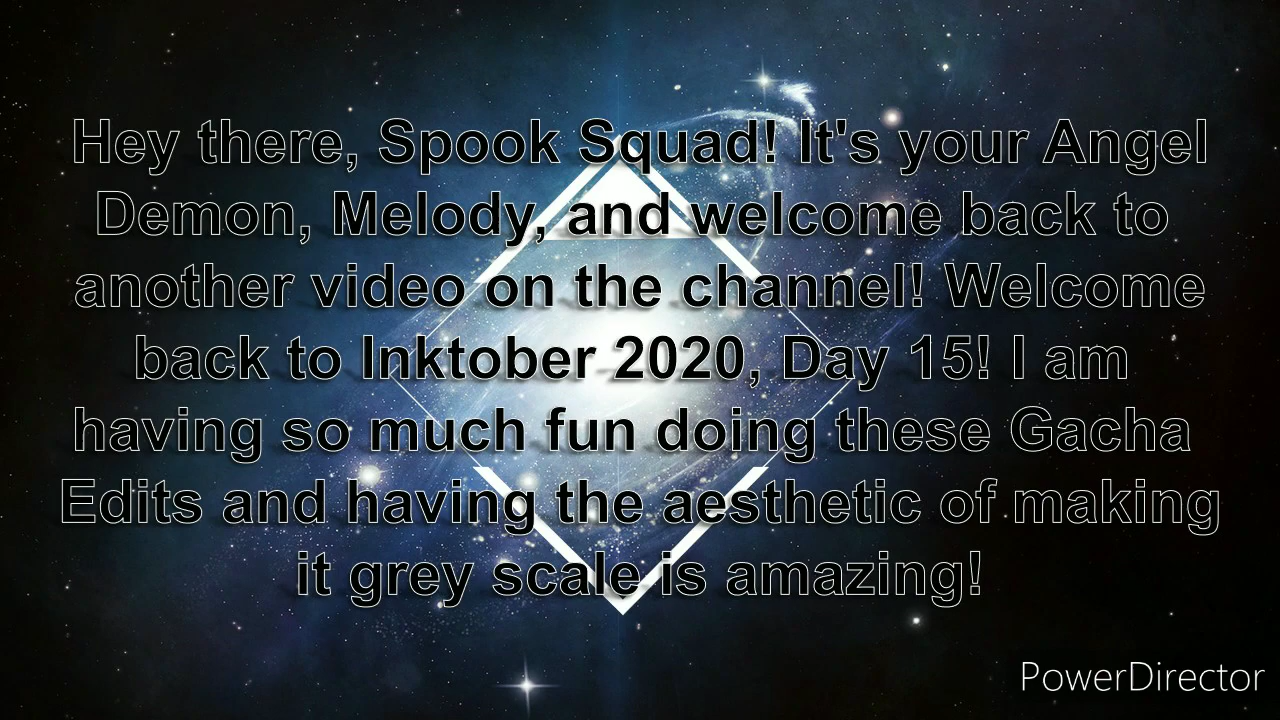 Hey there, Spook Squad! It's your Angel
Demon, Melody, and welcome back to
another video on the channel! Welcome
back to Inktober 2020, Day 15! I am
having so much fun doing these Gacha
Edits and having the aesthetic of making
it grey scale is amazing!
PowerDirector